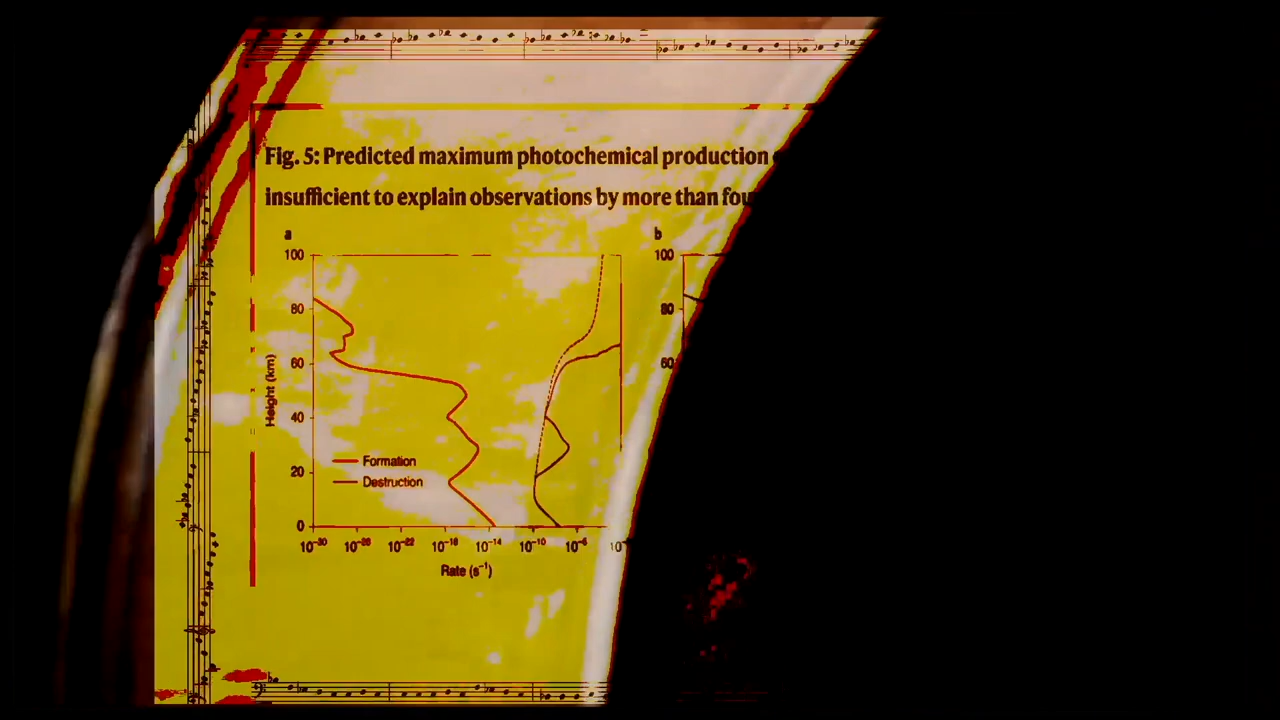 Fig. 5: Predicted maximum photochemical production
insufficient to explain observations by more than
a
b
100
80
60
40
20
0
Height (km)
Formation
Destruction
10⁻³⁰ 10⁻²⁶ 10⁻²² 10⁻¹⁸ 10⁻¹⁴ 10⁻¹⁰ 10⁻⁶
Rate (s⁻¹)
100
80
60